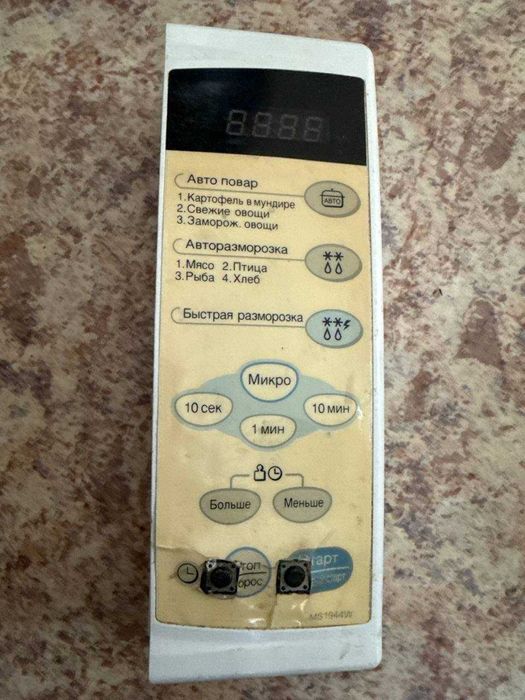 Авто повар
1.Картофель в мундире
2.Свежие овощи
3.Заморож. овощи
АВТО
Авторазморозка
1.Мясо 2.Птица
3.Рыба 4.Хлеб
Быстрая разморозка
Микро
10 сек
10 мин
1 мин
Больше
Меньше
MS1944W